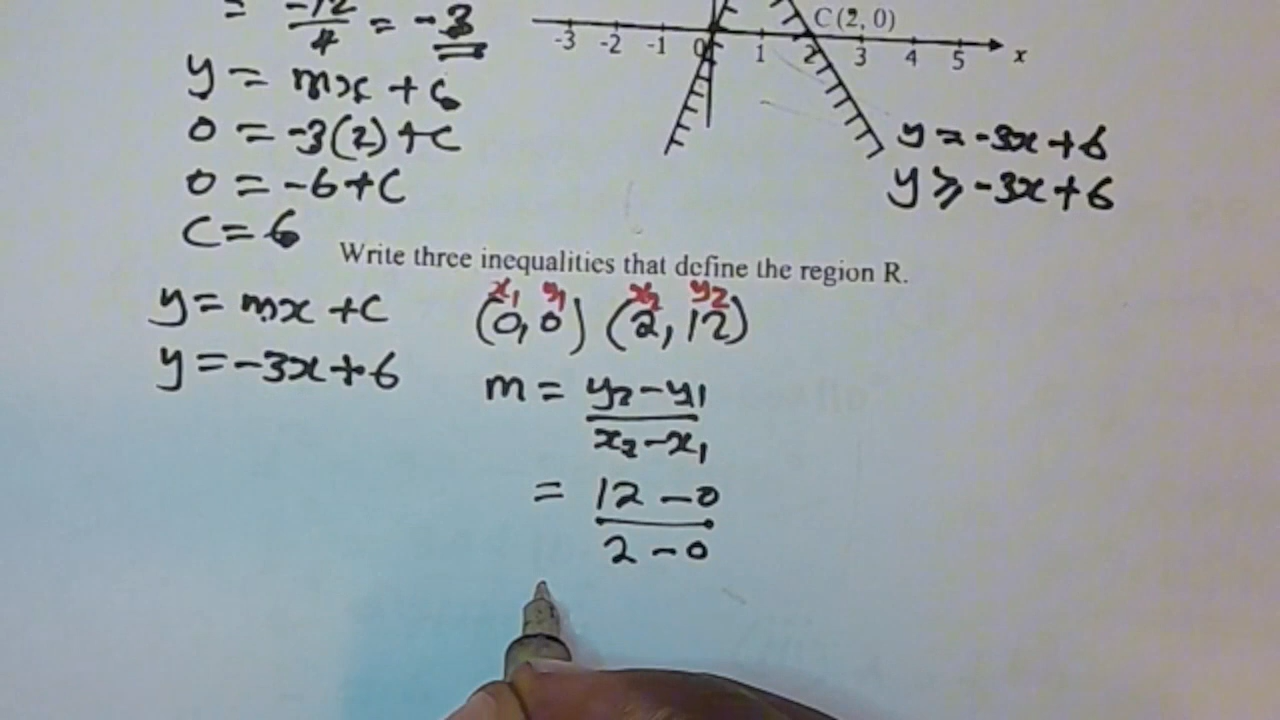 = -12/4 = -3
C(2, 0)
-3 -2 -1 0 1 2 3 4 5 x
y = mx + c
0 = -3(2) + c
0 = -6 + c
c = 6
y = -3x + 6
y ⩾ -3x + 6
Write three inequalities that define the region R.
y = mx + c
y = -3x + 6
x₁ y₁ x₂ y₂
(0, 0) (2, 12)
m = y₂ - y₁
x₂ - x₁
= 12 - 0
2 - 0